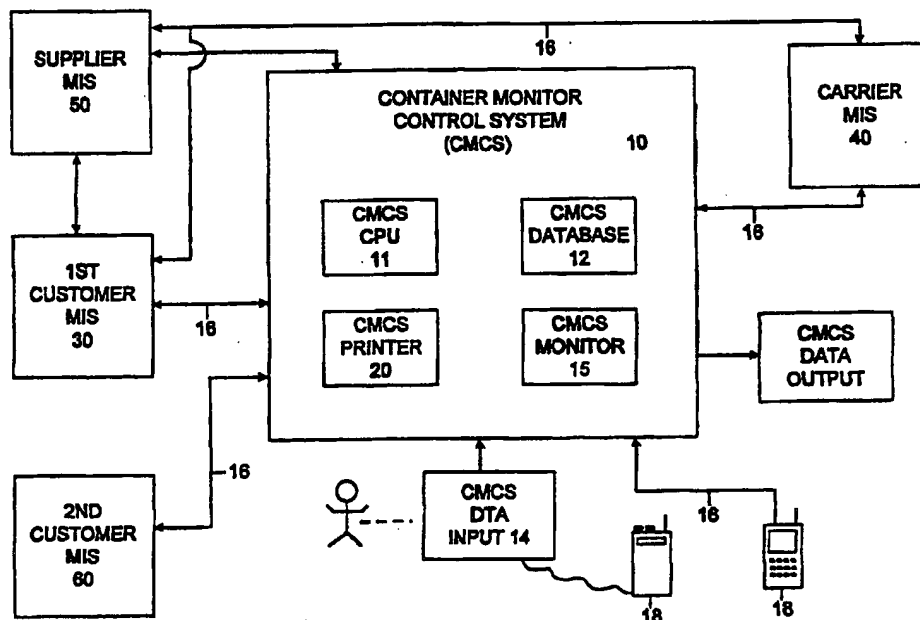 SUPPLIER
MIS
50
16
CARRIER
MIS
40
CONTAINER MONITOR
CONTROL SYSTEM
(CMCS)
10
CMCS
CPU
11
CMCS
DATABASE
12
16
1ST
CUSTOMER
MIS
30
16
CMCS
PRINTER
20
CMCS
MONITOR
15
CMCS
DATA
OUTPUT
2ND
CUSTOMER
MIS
60
16
CMCS
DTA
INPUT 14
16
18
18